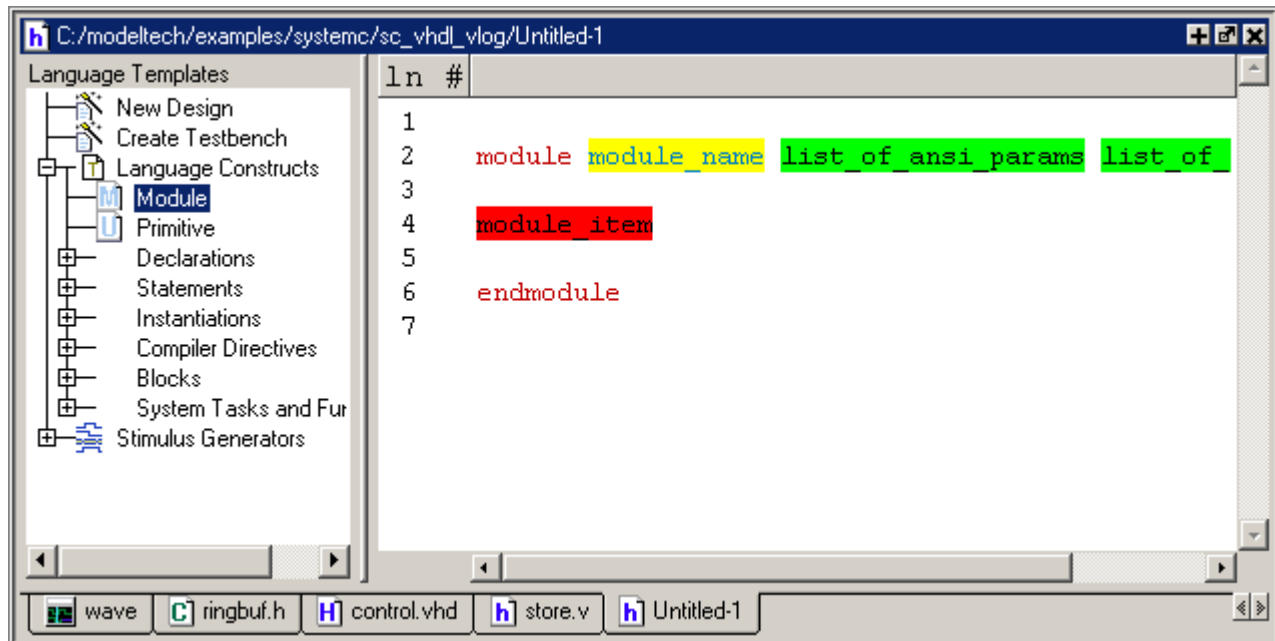 C:/modeltech/examples/systemc/sc_vhdl_vlog/Untitled-1
Language Templates
New Design
Create Testbench
Language Constructs
Module
Primitive
Declarations
Statements
Instantiations
Compiler Directives
Blocks
System Tasks and Fur
Stimulus Generators
ln #
1
2 module module_name list_of_ansi_params list_of_
3
4 module_item
5
6 endmodule
7
wave ringbuf.h control.vhd store.v Untitled-1